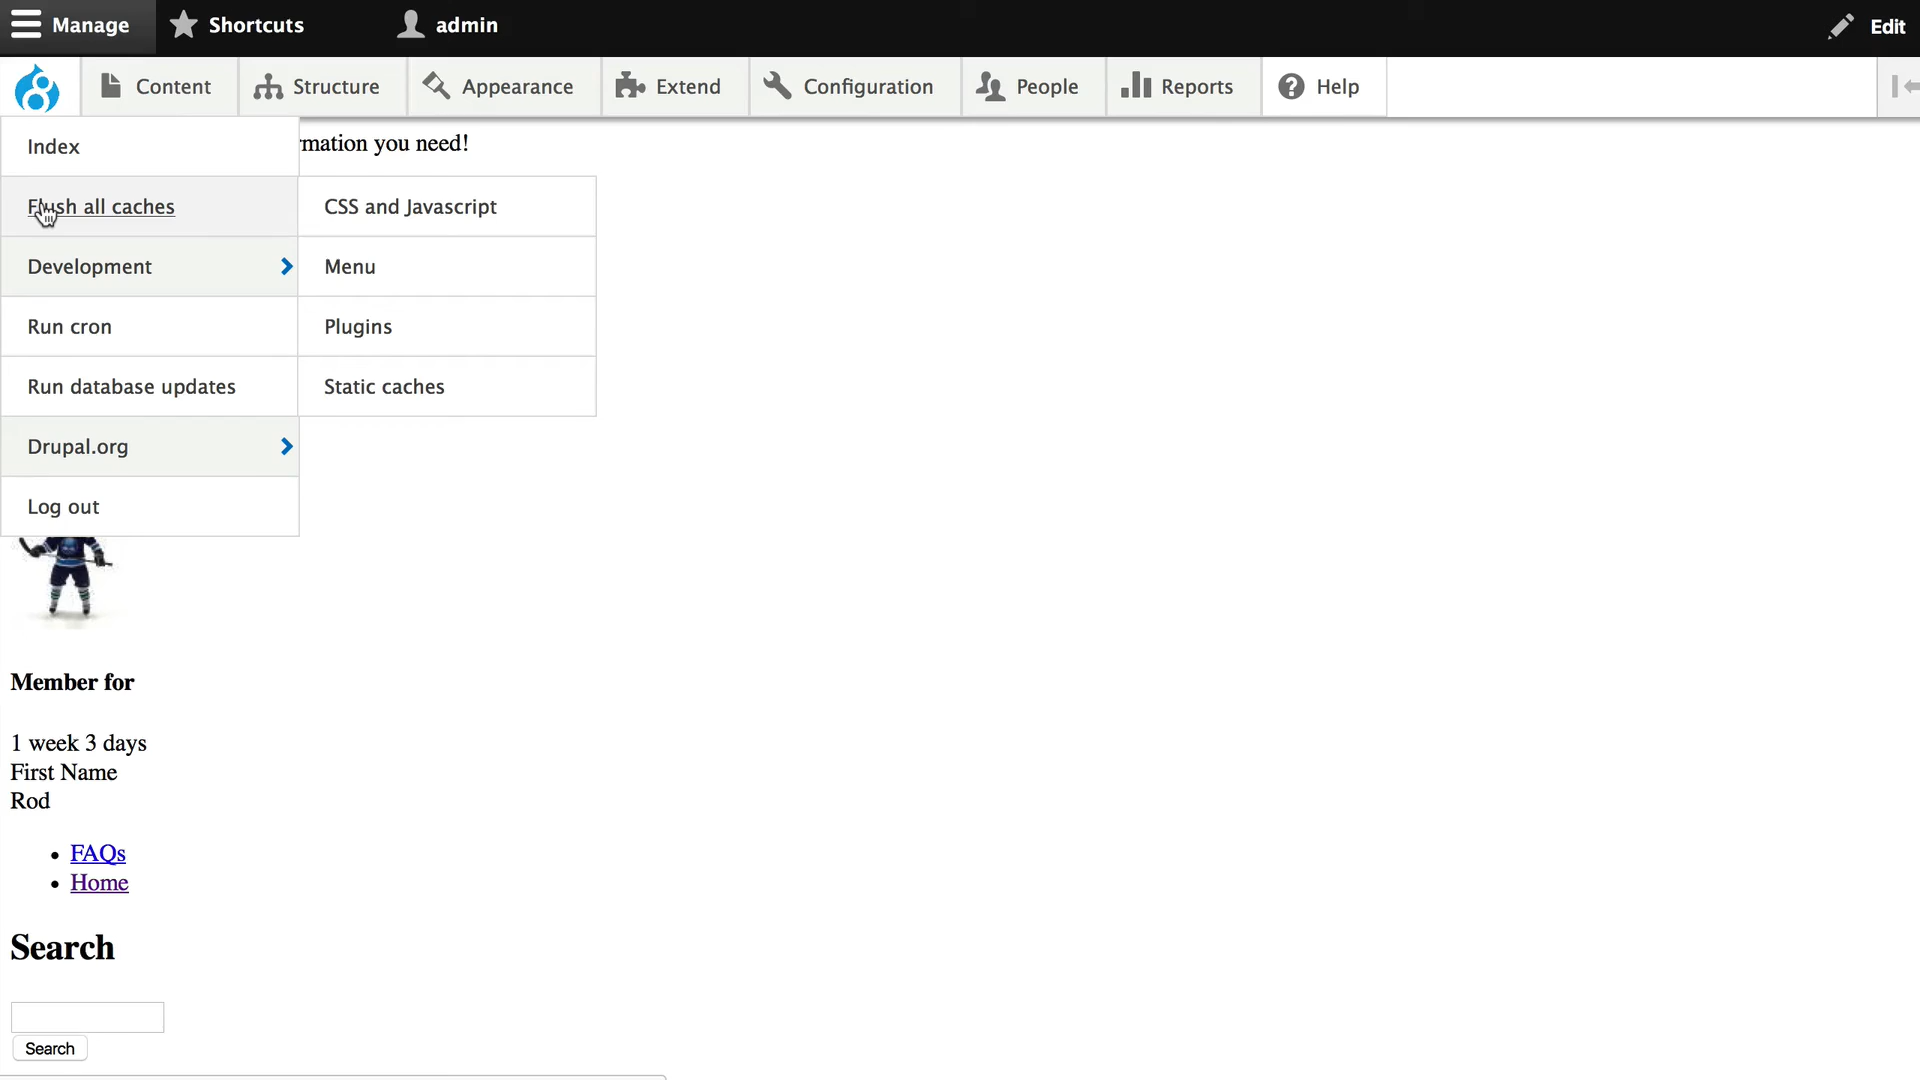 Manage Shortcuts admin Edit
Content Structure Appearance Extend Configuration People Reports Help
Index
rmation you need!
Flush all caches
CSS and Javascript
Development
Menu
Run cron
Plugins
Run database updates
Static caches
Drupal.org
Log out
Member for
1 week 3 days
First Name
Rod
FAQs
Home
Search
Search